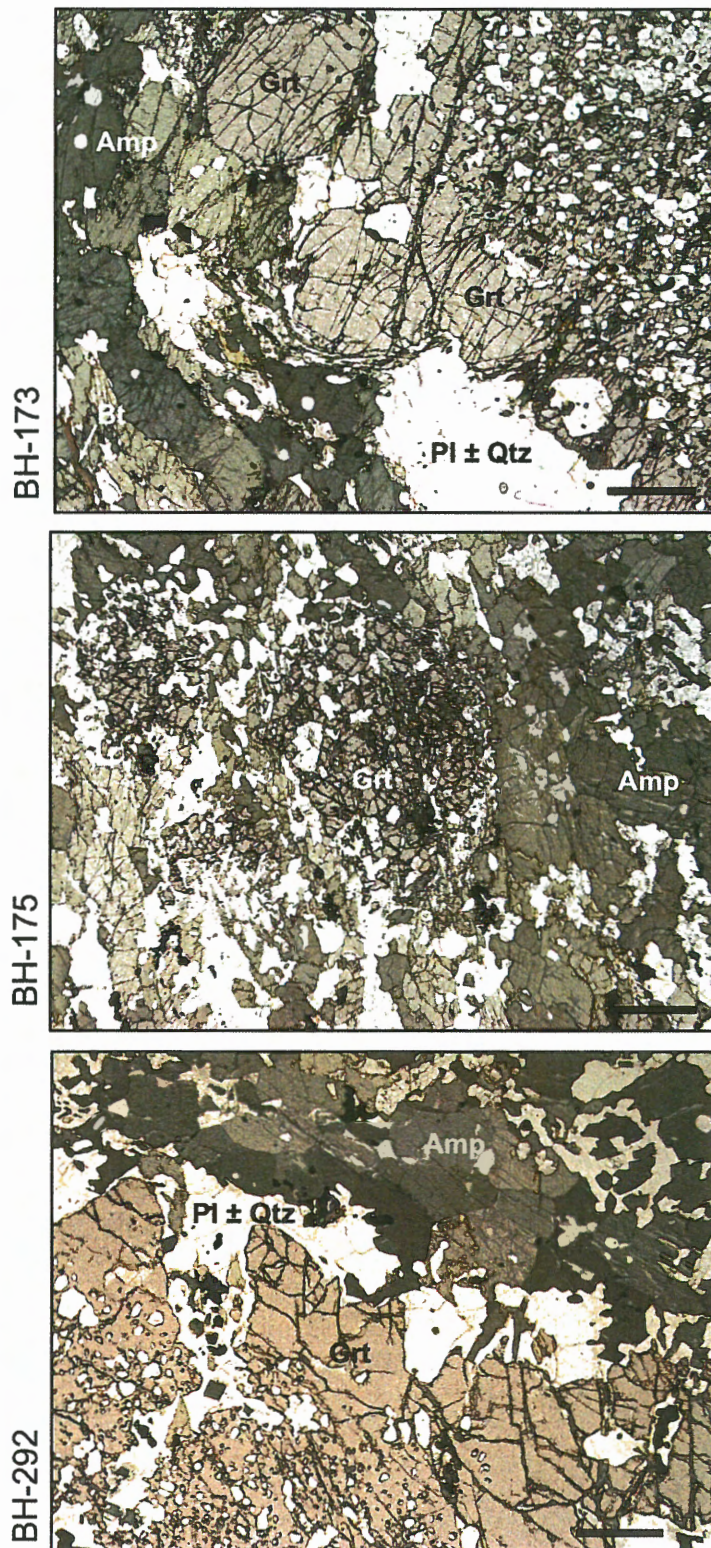 BH-173
Grt
Amp
Grt
Bt
Pl ± Qtz
BH-175
Grt
Amp
BH-292
Amp
Pl ± Qtz
Grt